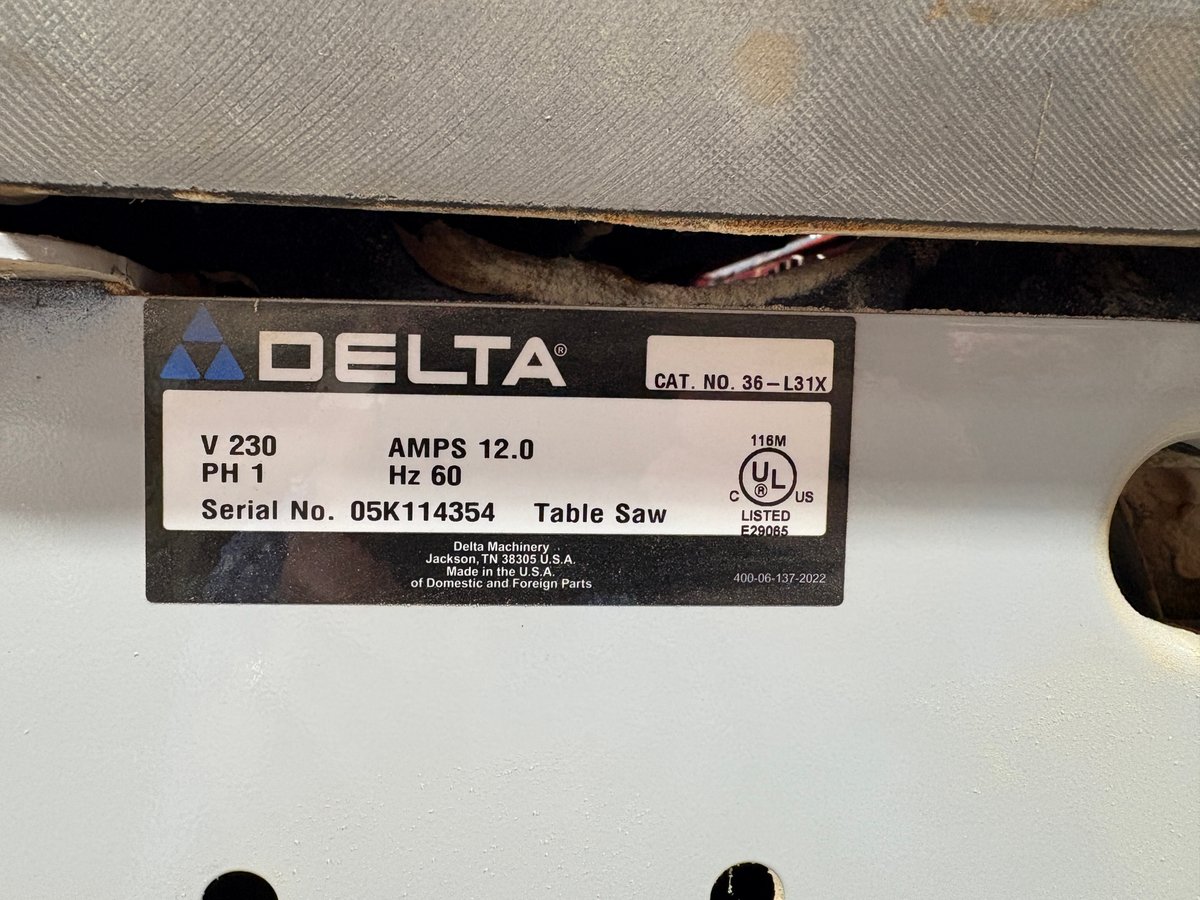 DELTA®
CAT. NO. 36-L31X
V 230 AMPS 12.0
PH 1 Hz 60
Serial No. 05K114354 Table Saw
116M
UL ®
C US
LISTED
E29065
Delta Machinery
Jackson, TN 38305 U.S.A.
Made in the U.S.A.
of Domestic and Foreign Parts
400-06-137-2022